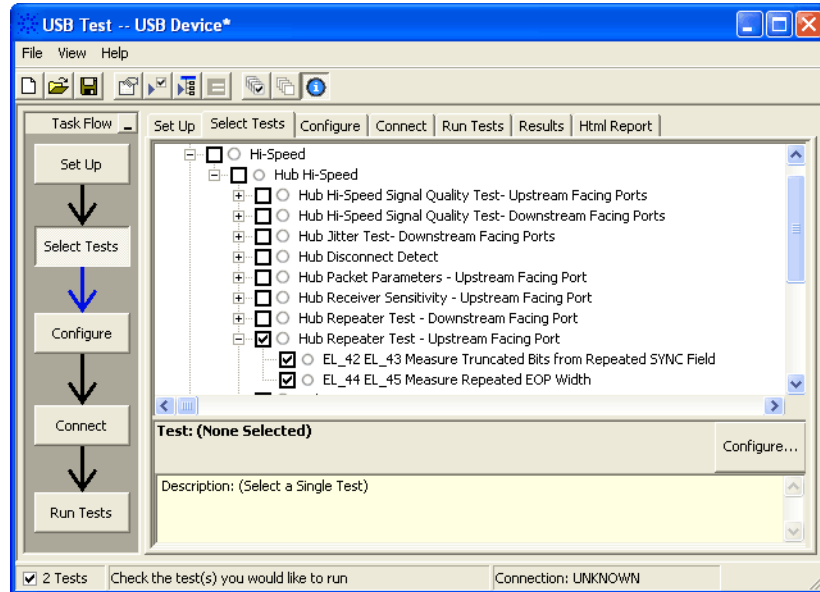 USB Test -- USB Device*
File View Help
Task Flow
Set Up
Select Tests
Configure
Connect
Run Tests
Set Up Select Tests Configure Connect Run Tests Results Html Report
Hi-Speed
Hub Hi-Speed
Hub Hi-Speed Signal Quality Test- Upstream Facing Ports
Hub Hi-Speed Signal Quality Test- Downstream Facing Ports
Hub Jitter Test- Downstream Facing Ports
Hub Disconnect Detect
Hub Packet Parameters - Upstream Facing Port
Hub Receiver Sensitivity - Upstream Facing Port
Hub Repeater Test - Downstream Facing Port
Hub Repeater Test - Upstream Facing Port
EL_42 EL_43 Measure Truncated Bits from Repeated SYNC Field
EL_44 EL_45 Measure Repeated EOP Width
Test: (None Selected)
Configure...
Description: (Select a Single Test)
2 Tests Check the test(s) you would like to run Connection: UNKNOWN